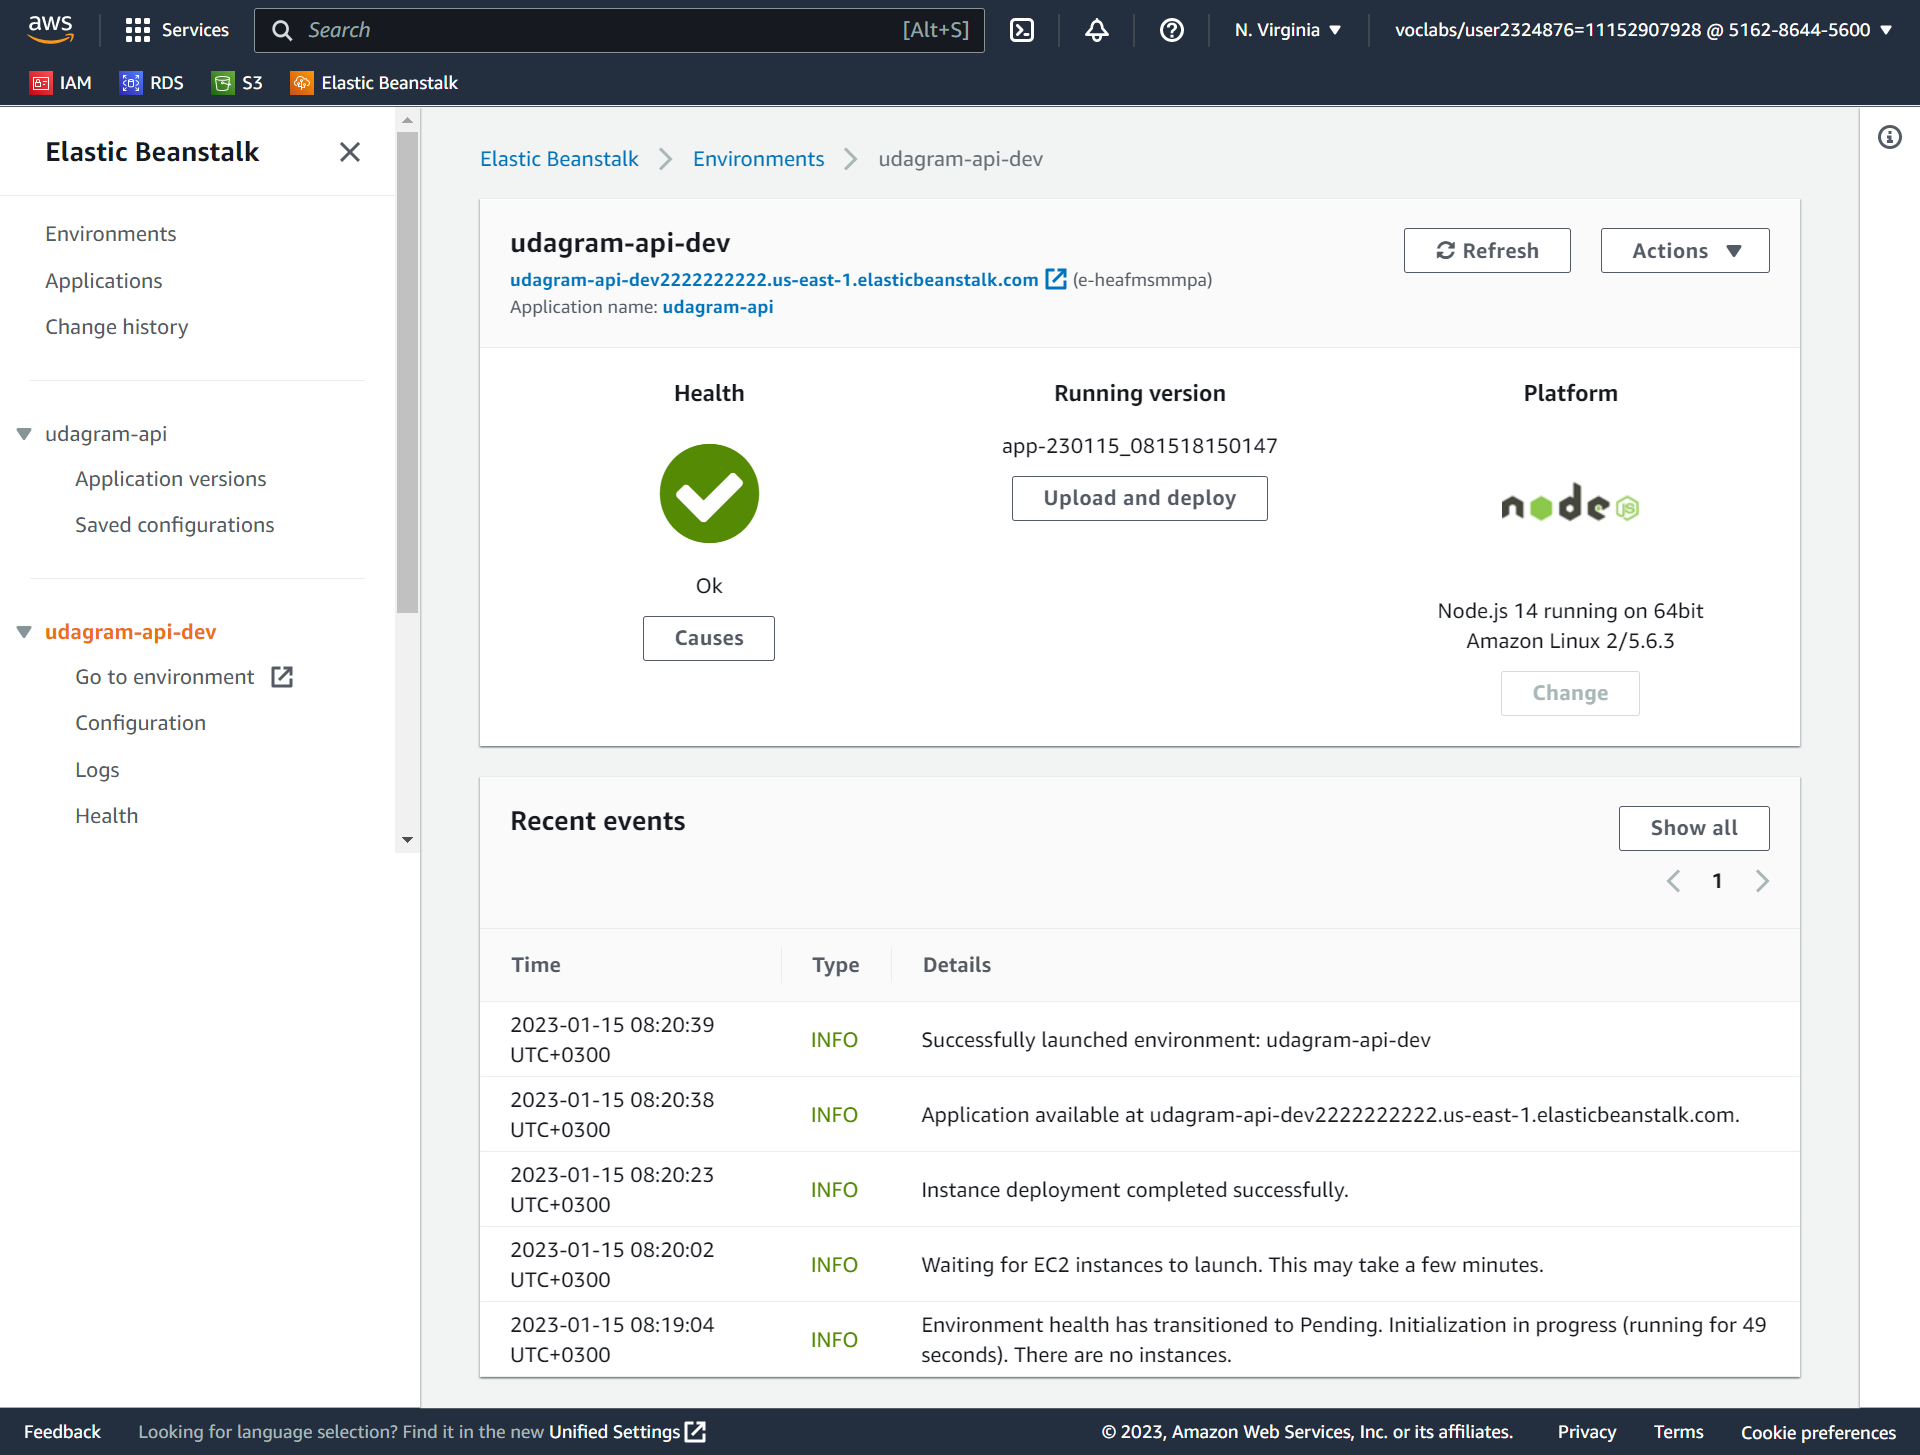 aws
Services
Search
[Alt+S]
N. Virginia
voclabs/user2324876=11152907928 @ 5162-8644-5600
IAM
RDS
S3
Elastic Beanstalk
Elastic Beanstalk
Environments
Applications
Change history
udagram-api
Application versions
Saved configurations
udagram-api-dev
Go to environment
Configuration
Logs
Health
Elastic Beanstalk
Environments
udagram-api-dev
udagram-api-dev
udagram-api-dev2222222222.us-east-1.elasticbeanstalk.com (e-heafmsmmpa)
Application name: udagram-api
Refresh
Actions
Health
Ok
Causes
Running version
app-230115_081518150147
Upload and deploy
Platform
node JS
Node.js 14 running on 64bit
Amazon Linux 2/5.6.3
Change
Recent events
Show all
1
Time Type Details
2023-01-15 08:20:39
UTC+0300
INFO
Successfully launched environment: udagram-api-dev
2023-01-15 08:20:38
UTC+0300
INFO
Application available at udagram-api-dev2222222222.us-east-1.elasticbeanstalk.com.
2023-01-15 08:20:23
UTC+0300
INFO
Instance deployment completed successfully.
2023-01-15 08:20:02
UTC+0300
INFO
Waiting for EC2 instances to launch. This may take a few minutes.
2023-01-15 08:19:04
UTC+0300
INFO
Environment health has transitioned to Pending. Initialization in progress (running for 49
seconds). There are no instances.
Feedback
Looking for language selection? Find it in the new Unified Settings
© 2023, Amazon Web Services, Inc. or its affiliates.
Privacy
Terms
Cookie preferences